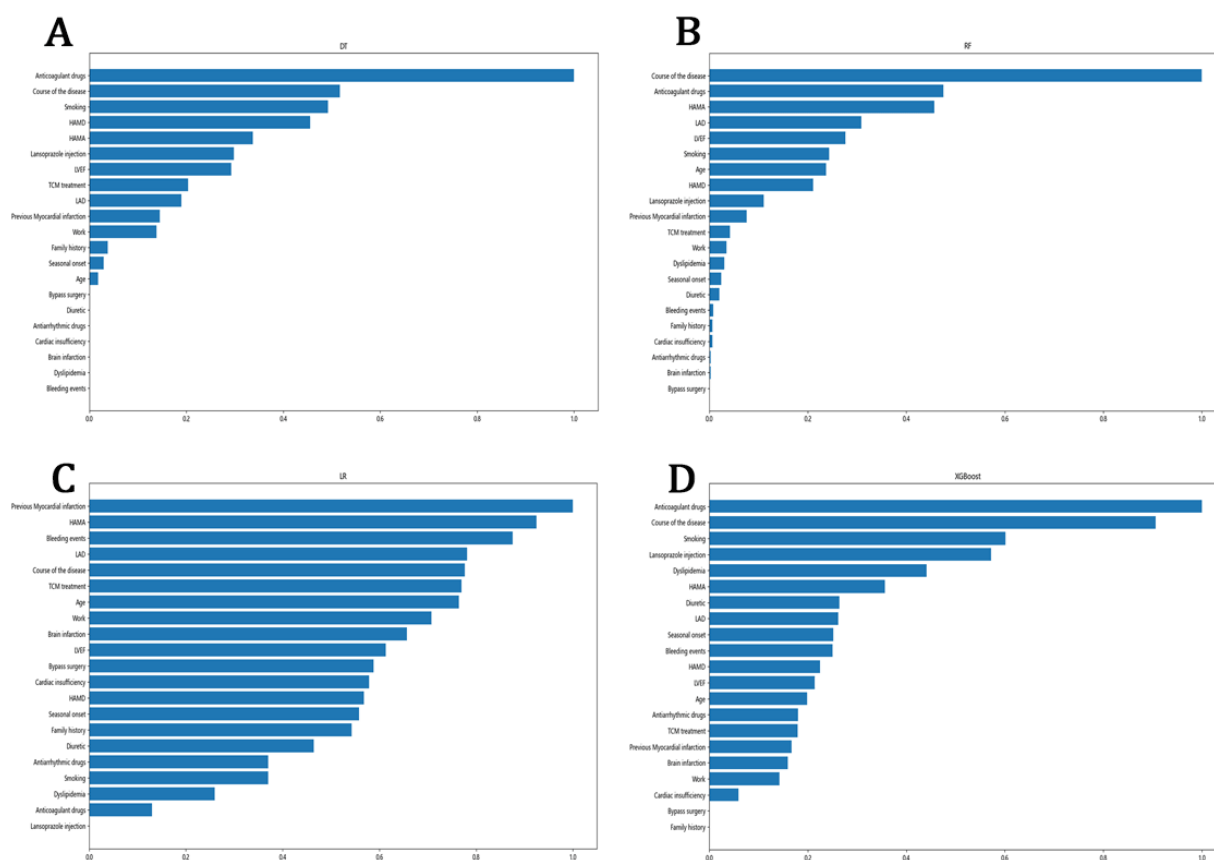 A
DT
Anticoagulant drugs
Course of the disease
Smoking
HAMD
HAMA
Lansoprazole injection
LVEF
TCM treatment
LAD
Previous Myocardial infarction
Work
Family history
Seasonal onset
Age
Bypass surgery
Diuretic
Antiarrhythmic drugs
Cardiac insufficiency
Brain infarction
Dyslipidemia
Bleeding events
0.0 0.2 0.4 0.6 0.8 1.0
B
RF
Course of the disease
Anticoagulant drugs
HAMA
LAD
LVEF
Smoking
Age
HAMD
Lansoprazole injection
Previous Myocardial infarction
TCM treatment
Work
Dyslipidemia
Seasonal onset
Diuretic
Bleeding events
Family history
Cardiac insufficiency
Antiarrhythmic drugs
Brain infarction
Bypass surgery
0.0 0.2 0.4 0.6 0.8 1.0
C
LR
Previous Myocardial infarction
HAMA
Bleeding events
LAD
Course of the disease
TCM treatment
Age
Work
Brain infarction
LVEF
Bypass surgery
Cardiac insufficiency
HAMD
Seasonal onset
Family history
Diuretic
Antiarrhythmic drugs
Smoking
Dyslipidemia
Anticoagulant drugs
Lansoprazole injection
0.0 0.2 0.4 0.6 0.8 1.0
D
XGBoost
Anticoagulant drugs
Course of the disease
Smoking
Lansoprazole injection
Dyslipidemia
HAMA
Diuretic
LAD
Seasonal onset
Bleeding events
HAMD
LVEF
Age
Antiarrhythmic drugs
TCM treatment
Previous Myocardial infarction
Brain infarction
Work
Cardiac insufficiency
Bypass surgery
Family history
0.0 0.2 0.4 0.6 0.8 1.0